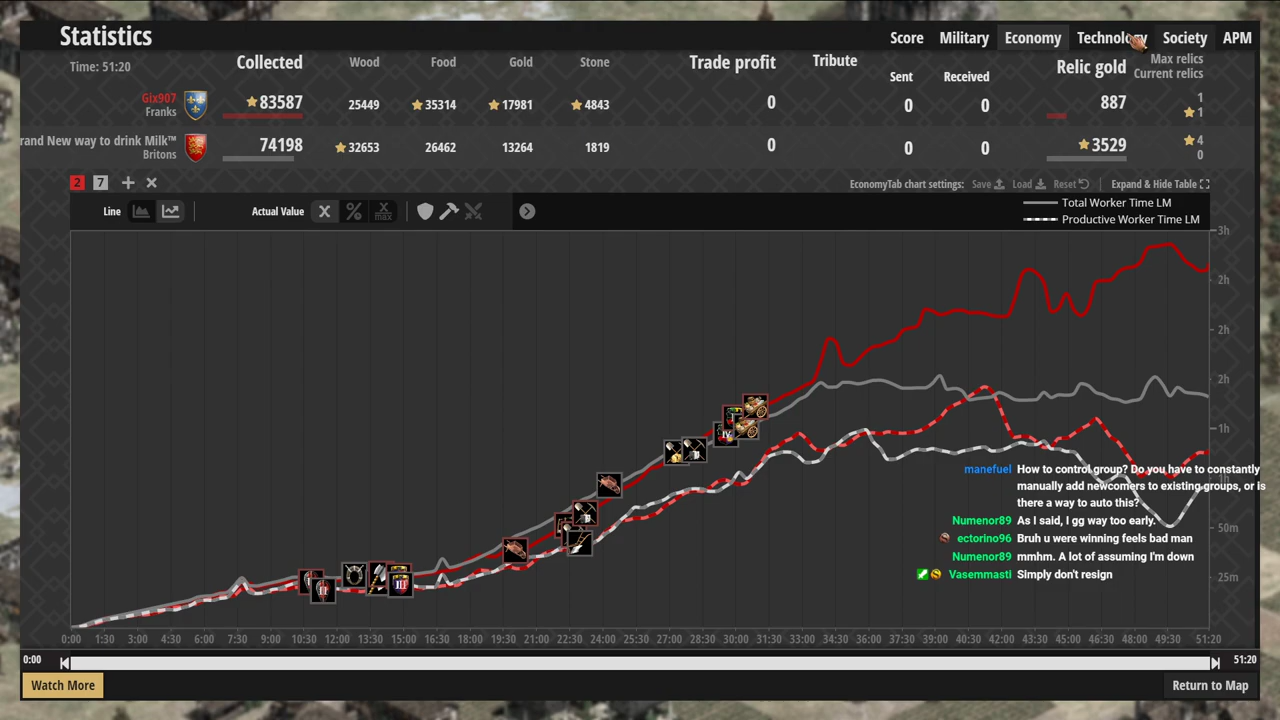 Statistics
Score Military Economy Technology Society APM
Time: 51:20
Collected Wood Food Gold Stone Trade profit Tribute Sent Received Relic gold Max relics Current relics
Gix907
Franks
83587 25449 35314 17981 4843 0 0 0 887 1 1
rand New way to drink Milk™
Britons
74198 32653 26462 13264 1819 0 0 0 3529 4 0
2 7 + × EconomyTab chart settings: Save Load Reset Expand & Hide Table
Line Actual Value X % X max
Total Worker Time LM
Productive Worker Time LM
3h
2h
2h
2h
1h
1h
50m
25m
II III IV
manefuel How to control group? Do you have to constantly
manually add newcomers to existing groups, or is
there a way to auto this?
Numenor89 As I said, I gg way too early.
ectorino96 Bruh u were winning feels bad man
Numenor89 mmhm. A lot of assuming I'm down
Vasemmasti Simply don't resign
0:00 1:30 3:00 4:30 6:00 7:30 9:00 10:30 12:00 13:30 15:00 16:30 18:00 19:30 21:00 22:30 24:00 25:30 27:00 28:30 30:00 31:30 33:00 34:30 36:00 37:30 39:00 40:30 42:00 43:30 45:00 46:30 48:00 49:30 51:20
0:00 51:20
Watch More Return to Map